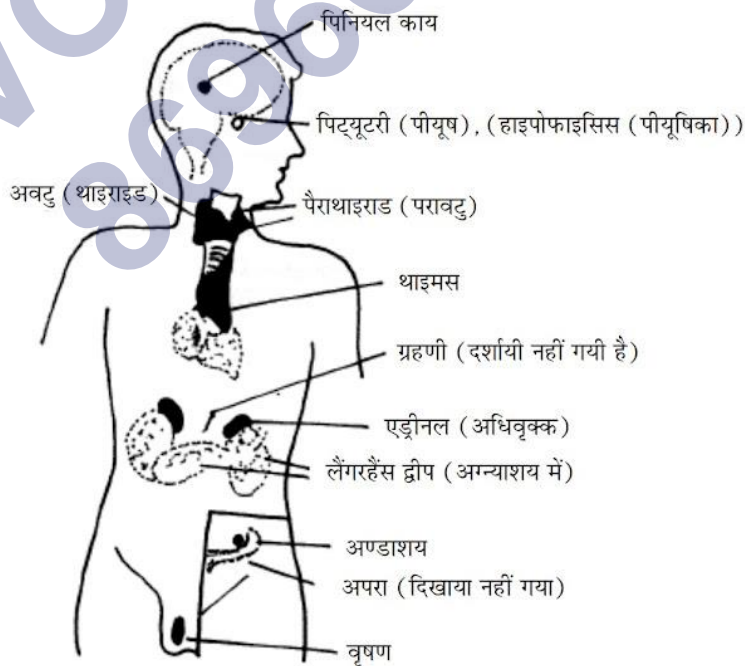 पिनियल काय
पिट्यूटरी (पीयूष), (हाइपोफाइसिस (पीयूषिका))
अवटु (थाइराइड)
पैराथाइराड (परावटु)
थाइमस
ग्रहणी (दर्शायी नहीं गयी है)
एड्रीनल (अधिवृक्क)
लैंगरहैंस द्वीप (अग्न्याशय में)
अण्डाशय
अपरा (दिखाया नहीं गया)
वृषण